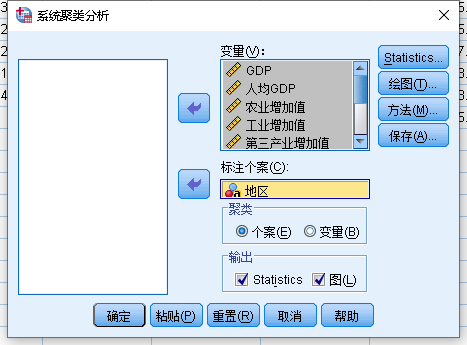 系统聚类分析
变量(V):
GDP
人均GDP
农业增加值
工业增加值
第三产业增加值
Statistics...
绘图(T)...
方法(M)...
保存(A)...
标注个案(C):
地区
聚类
个案(E) 变量(B)
输出
Statistics 图(L)
确定 粘贴(P) 重置(R) 取消 帮助